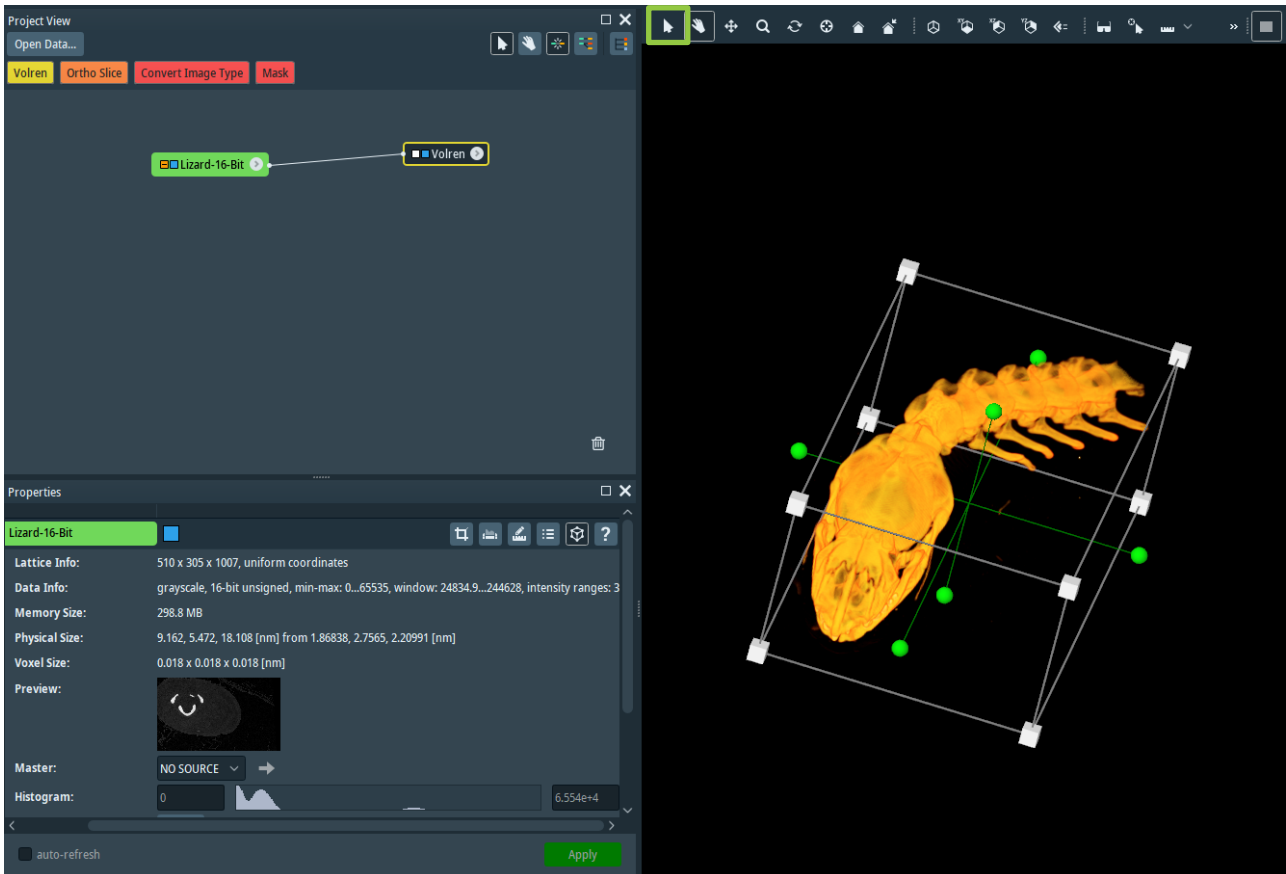 Project View
Open Data...
Volren Ortho Slice Convert Image Type Mask
Lizard-16-Bit
Volren
Properties
Lizard-16-Bit
Lattice Info: 510 x 305 x 1007, uniform coordinates
Data Info: grayscale, 16-bit unsigned, min-max: 0...65535, window: 24834.9...244628, intensity ranges: 3
Memory Size: 298.8 MB
Physical Size: 9.162, 5.472, 18.108 [nm] from 1.86838, 2.7565, 2.20991 [nm]
Voxel Size: 0.018 x 0.018 x 0.018 [nm]
Preview:
Master: NO SOURCE
Histogram: 0 6.554e+4
auto-refresh Apply